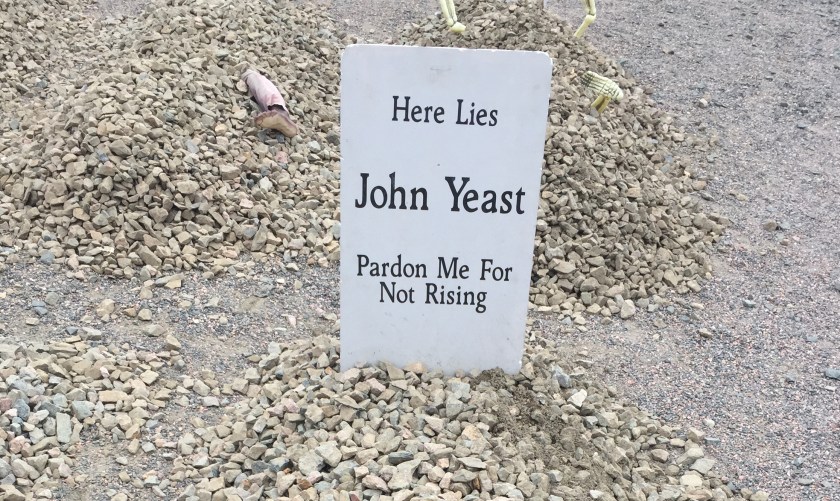 Here Lies
John Yeast
Pardon Me For
Not Rising